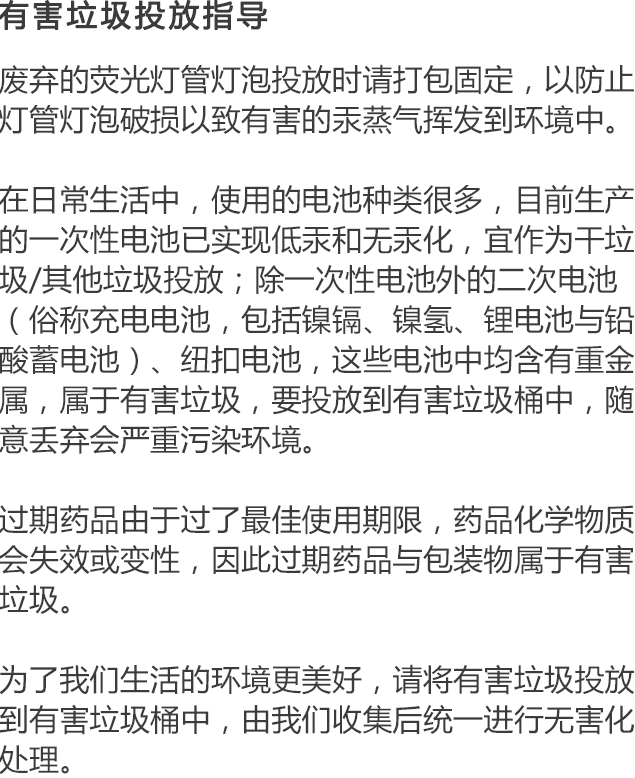 有害垃圾投放指导
废弃的荧光灯管灯泡投放时请打包固定，以防止
灯管灯泡破损以致有害的汞蒸气挥发到环境中。
在日常生活中，使用的电池种类很多，目前生产
的一次性电池已实现低汞和无汞化，宜作为干垃
圾/其他垃圾投放；除一次性电池外的二次电池
（俗称充电电池，包括镍镉、镍氢、锂电池与铅
酸蓄电池）、纽扣电池，这些电池中均含有重金
属，属于有害垃圾，要投放到有害垃圾桶中，随
意丢弃会严重污染环境。
过期药品由于过了最佳使用期限，药品化学物质
会失效或变性，因此过期药品与包装物属于有害
垃圾。
为了我们生活的环境更美好，请将有害垃圾投放
到有害垃圾桶中，由我们收集后统一进行无害化
处理。